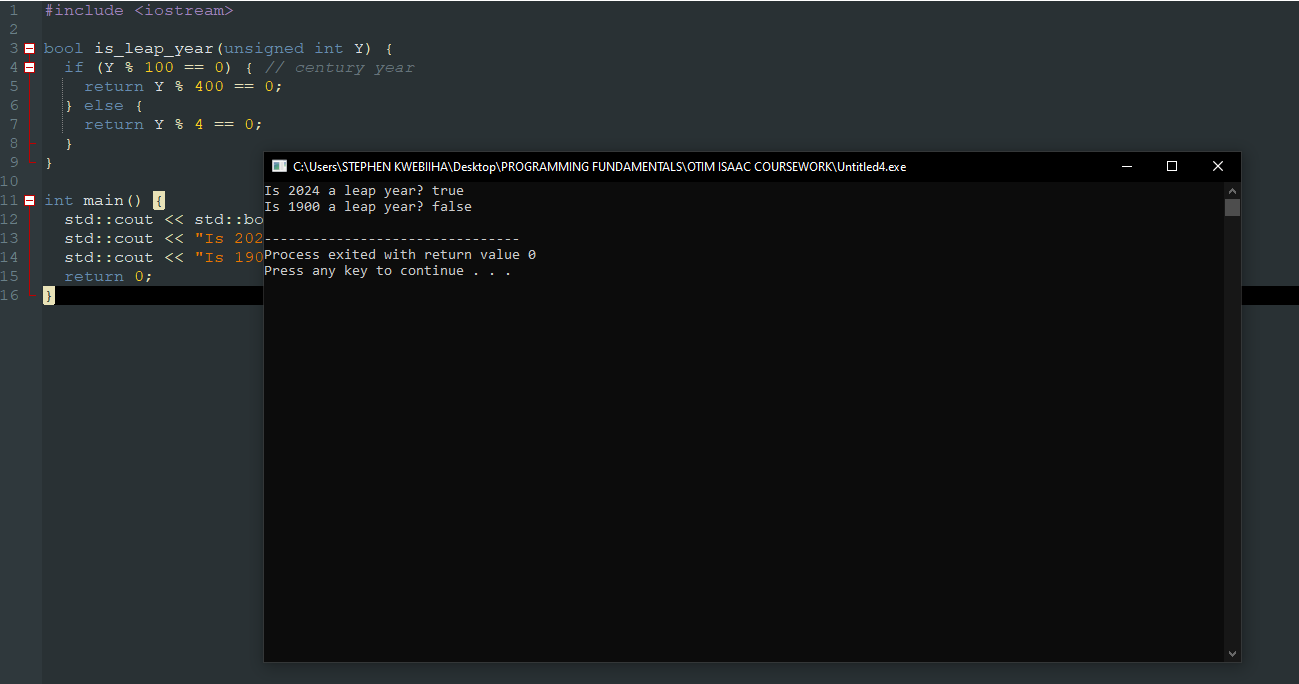 1 #include <iostream>
2
3 bool is_leap_year(unsigned int Y) {
4 if (Y % 100 == 0) { // century year
5 return Y % 400 == 0;
6 } else {
7 return Y % 4 == 0;
8 }
9 }
10
11 int main() {
12 std::cout << std::bo
13 std::cout << "Is 202
14 std::cout << "Is 190
15 return 0;
16 }
C:\Users\STEPHEN KWEBIIHA\Desktop\PROGRAMMING FUNDAMENTALS\OTIM ISAAC COURSEWORK\Untitled4.exe
Is 2024 a leap year? true
Is 1900 a leap year? false
--------------------------------
Process exited with return value 0
Press any key to continue . . .